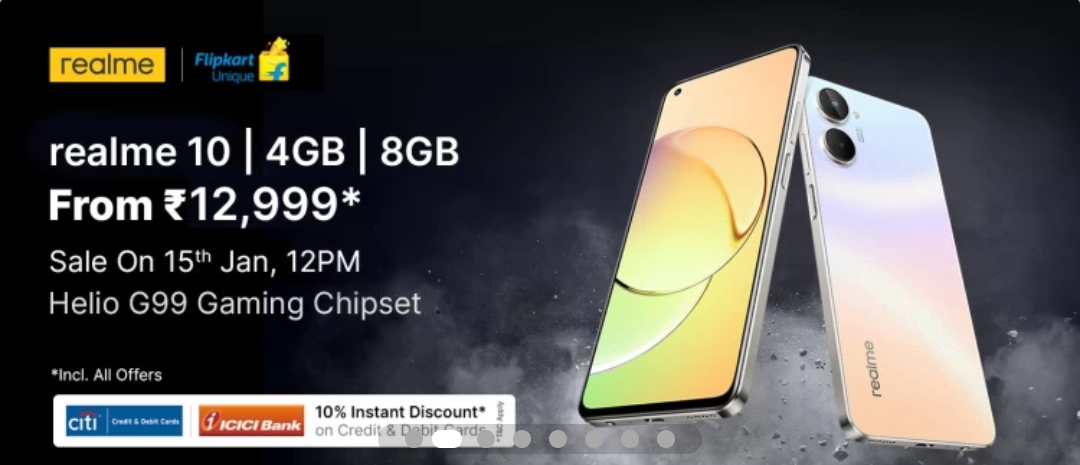 realme
Flipkart
Unique
realme 10 | 4GB | 8GB
From ₹12,999*
Sale On 15th Jan, 12PM
Helio G99 Gaming Chipset
*Incl. All Offers
citi Credit & Debit Cards
ICICI Bank
10% Instant Discount*
on Credit & Debit Cards
*T&C Apply
realme